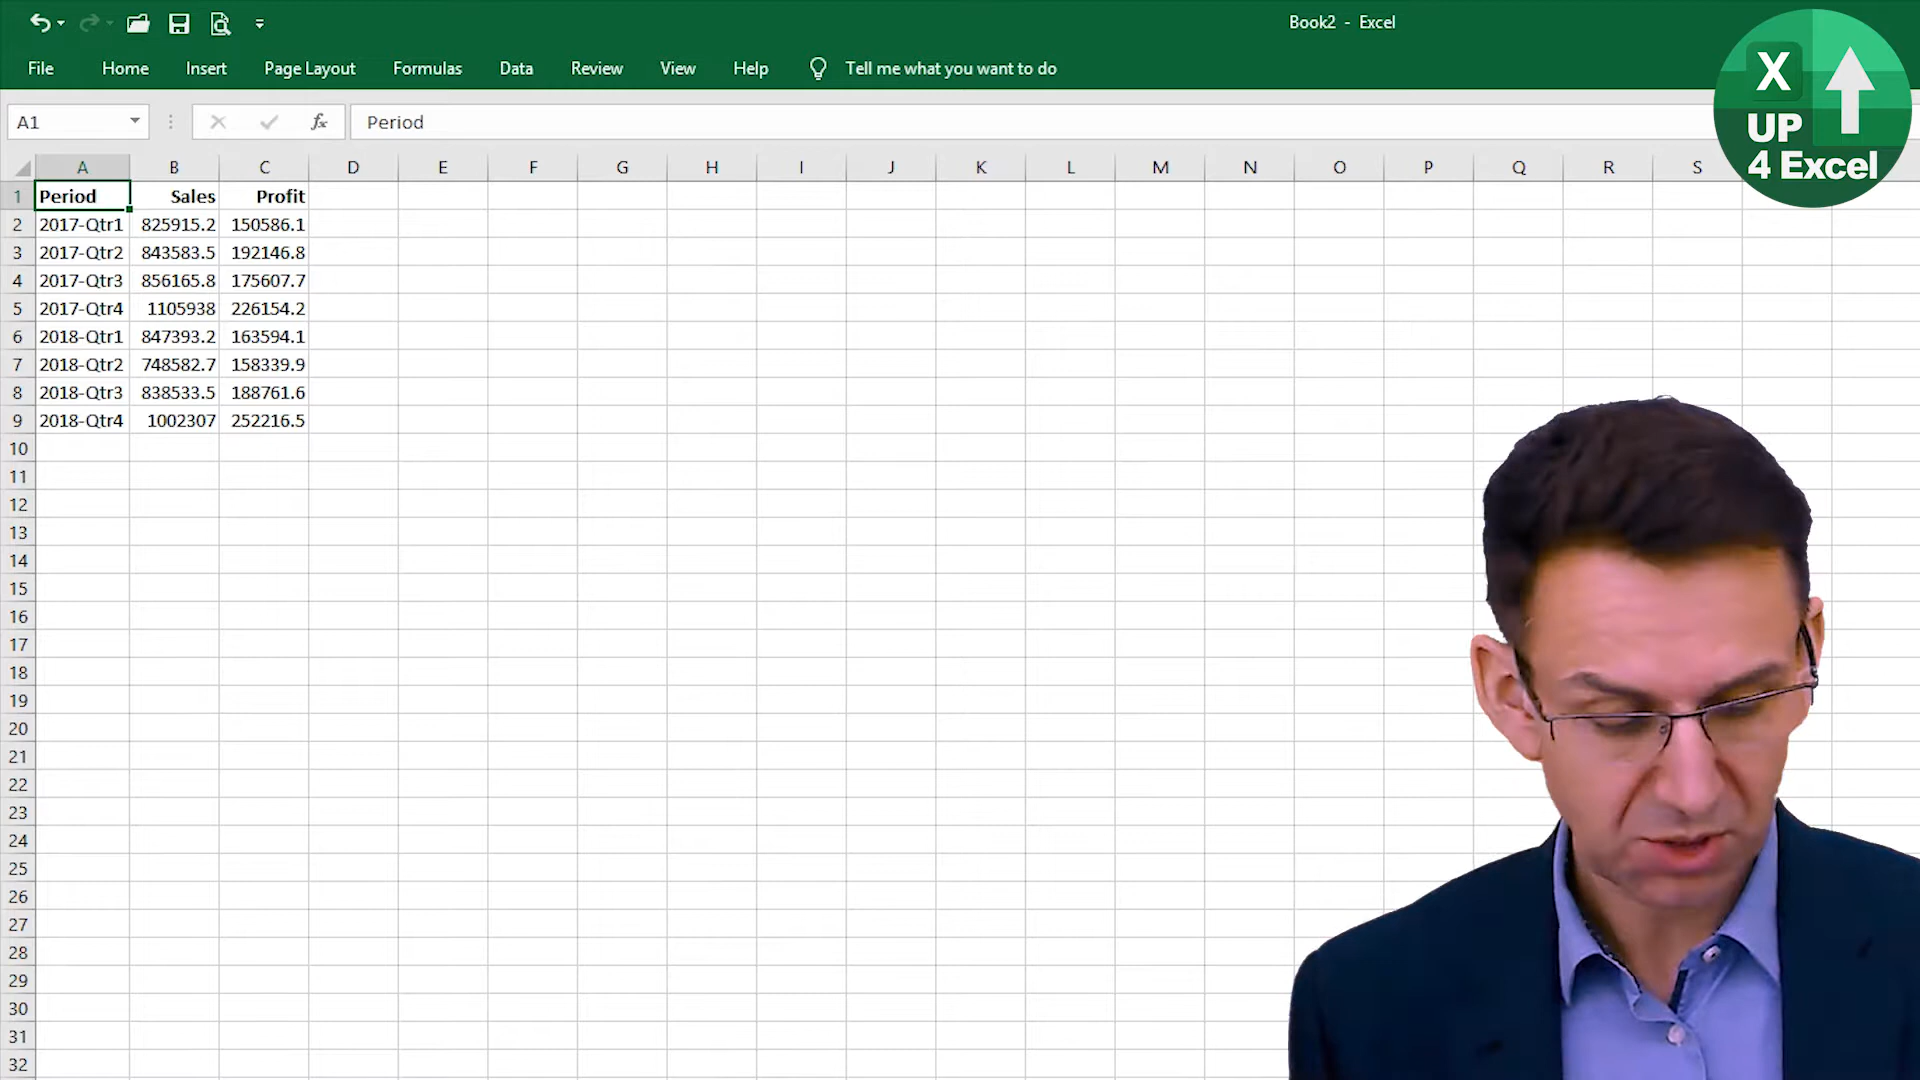 Book2 - Excel
File Home Insert Page Layout Formulas Data Review View Help Tell me what you want to do
X
UP
4 Excel
A1 fx Period
A B C D E F G H I J K L M N O P Q R S
1 Period Sales Profit
2 2017-Qtr1 825915.2 150586.1
3 2017-Qtr2 843583.5 192146.8
4 2017-Qtr3 856165.8 175607.7
5 2017-Qtr4 1105938 226154.2
6 2018-Qtr1 847393.2 163594.1
7 2018-Qtr2 748582.7 158339.9
8 2018-Qtr3 838533.5 188761.6
9 2018-Qtr4 1002307 252216.5
10
11
12
13
14
15
16
17
18
19
20
21
22
23
24
25
26
27
28
29
30
31
32